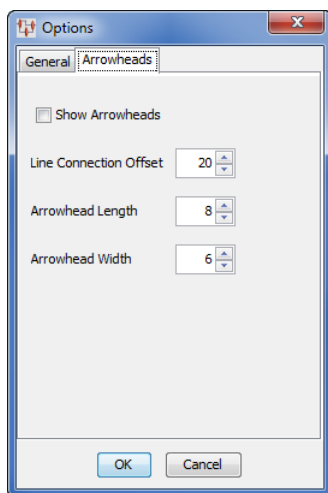 Options
General Arrowheads
Show Arrowheads
Line Connection Offset 20
Arrowhead Length 8
Arrowhead Width 6
OK Cancel